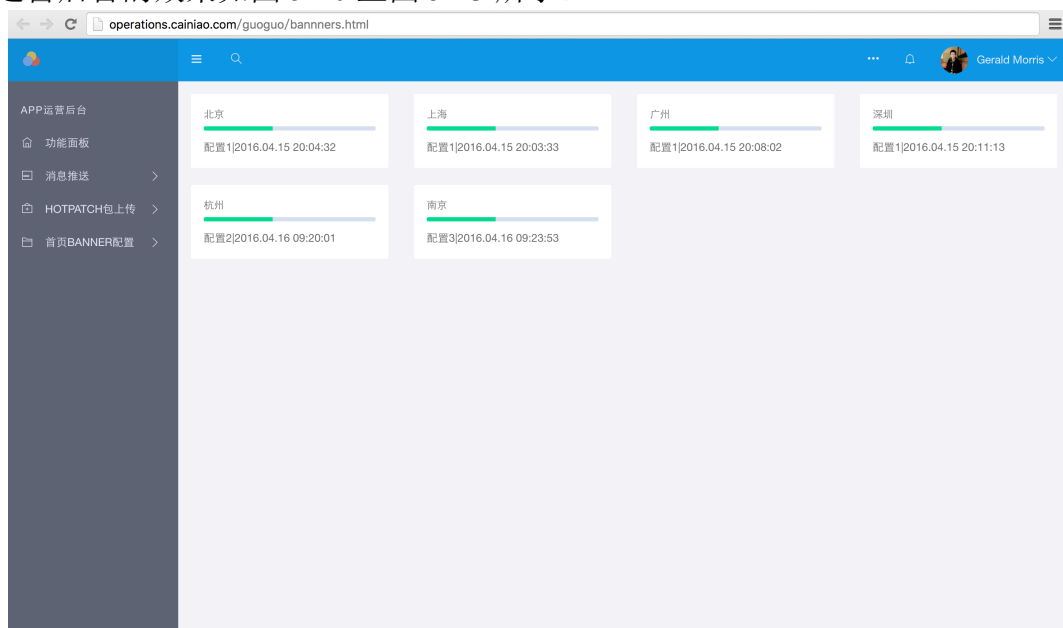 operations.cainiao.com/guoguo/bannners.html
Gerald Morris
APP运营后台
功能面板
消息推送
HOTPATCH包上传
首页BANNER配置
北京
配置1|2016.04.15 20:04:32
上海
配置1|2016.04.15 20:03:33
广州
配置1|2016.04.15 20:08:02
深圳
配置1|2016.04.15 20:11:13
杭州
配置2|2016.04.16 09:20:01
南京
配置3|2016.04.16 09:23:53